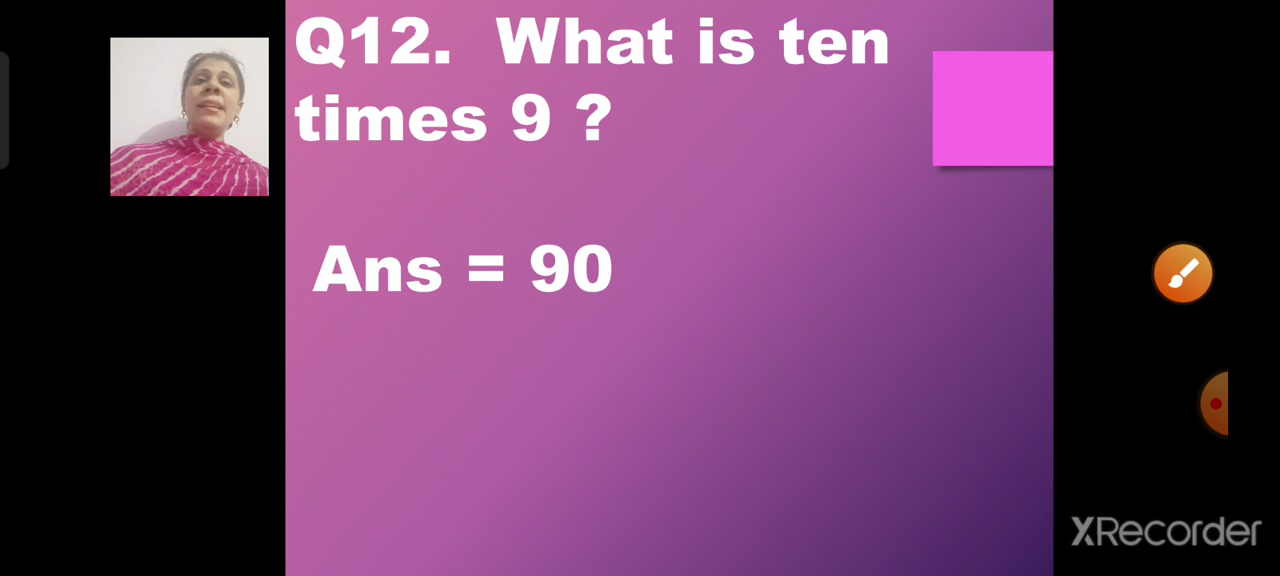 Q12. What is ten
times 9 ?
Ans = 90
XRecorder